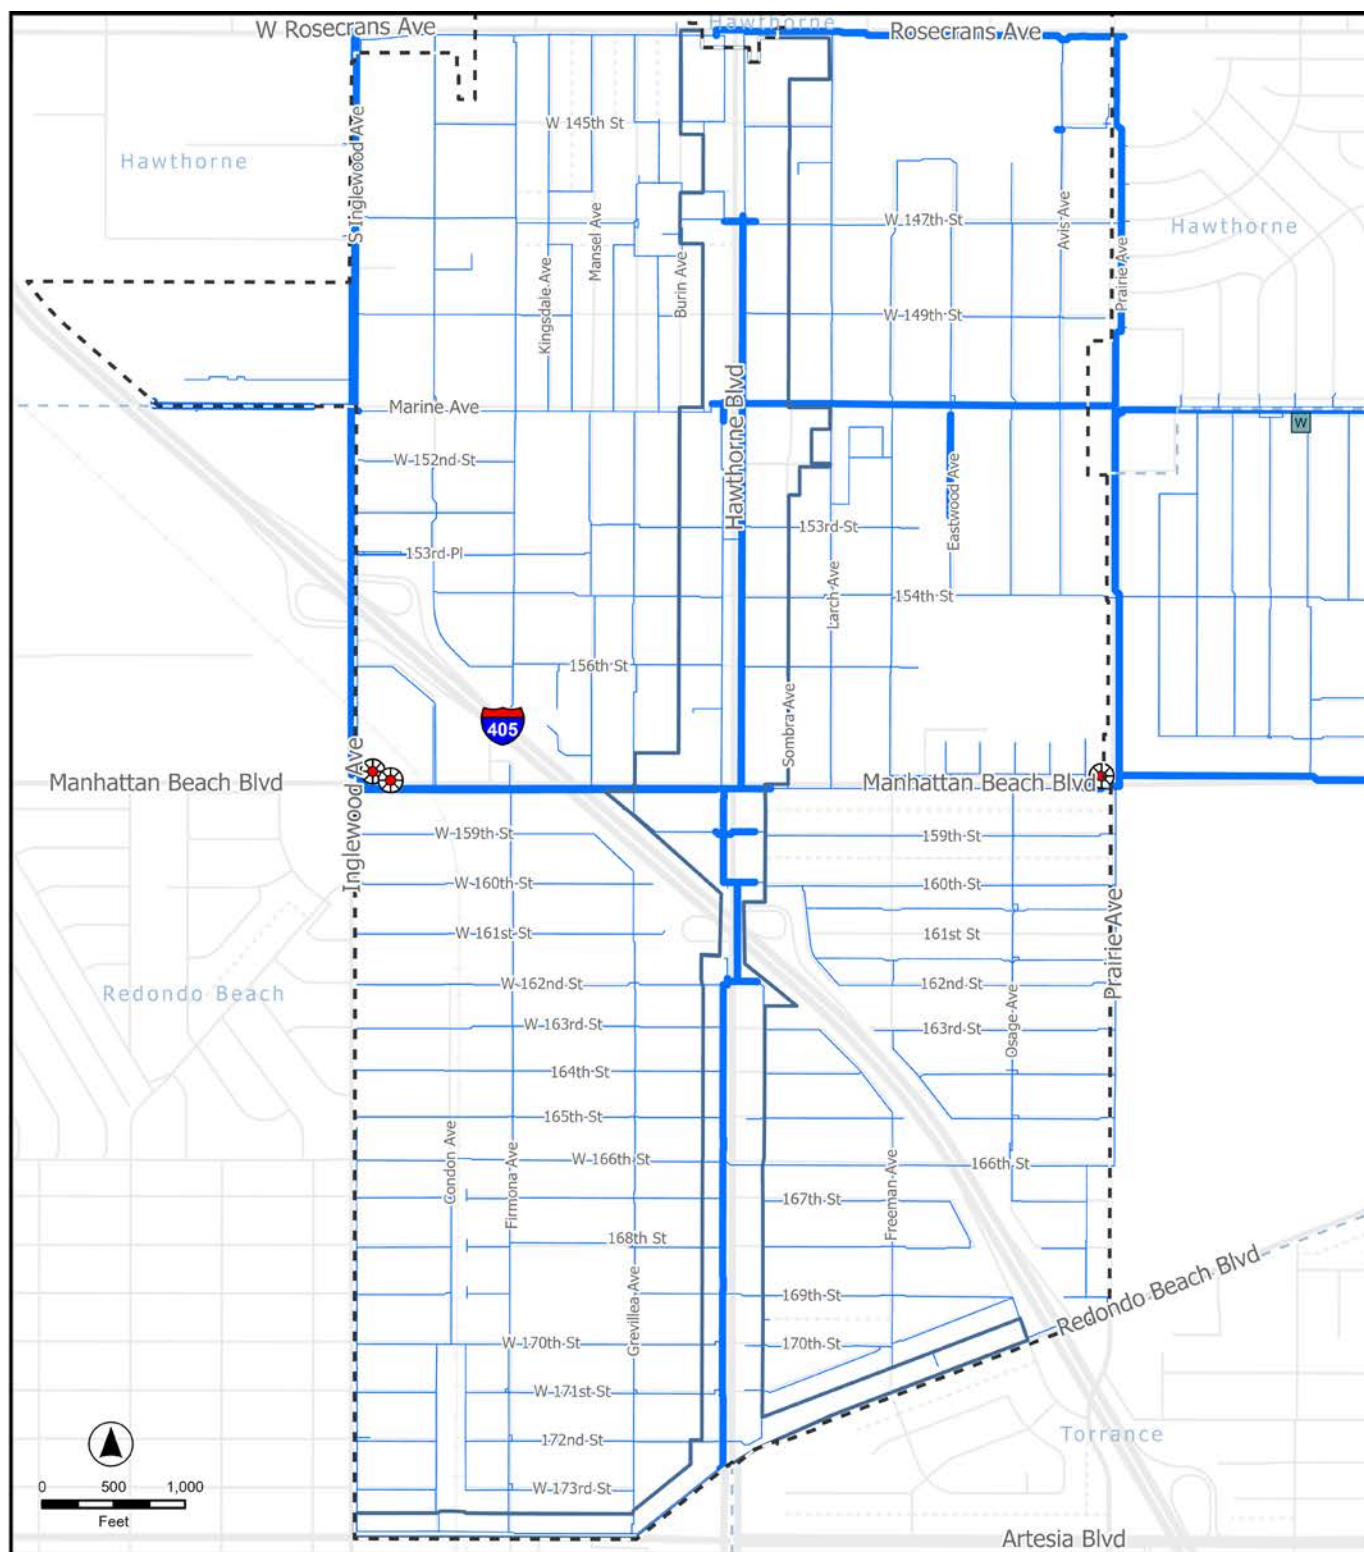 Hawthorne
W Rosecrans Ave
Rosecrans Ave
S Inglewood Ave
W 145th St
Hawthorne
Mansel Ave
Avis Ave
W 147th St
Hawthorne
Kingsdale Ave
Burin Ave
Prairie Ave
W 149th St
Marine Ave
Hawthorne Blvd
W
W 152nd St
Eastwood Ave
153rd St
153rd Pl
Larch Ave
154th St
156th St
Sombra Ave
405
Inglewood Ave
Manhattan Beach Blvd
Manhattan Beach Blvd
W 159th St
159th St
W 160th St
160th St
W 161st St
161st St
Prairie Ave
W 162nd St
162nd St
Redondo Beach
Osage Ave
W 163rd St
163rd St
164th St
165th St
Condon Ave
Firmona Ave
W 166th St
166th St
Freeman Ave
167th St
168th St
Grevillea Ave
169th St
Redondo Beach Blvd
W 170th St
170th St
W 171st St
172nd St
Torrance
W 173rd St
0 500 1,000
Feet
Artesia Blvd